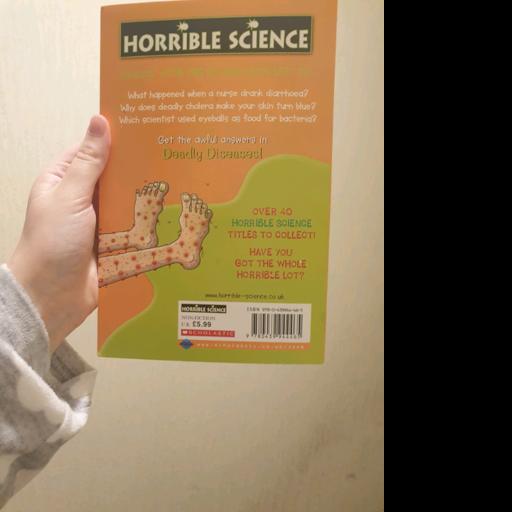 HORRIBLE SCIENCE
What happened when a nurse drank diarrhoea?
Why does deadly cholera make your skin turn blue?
Which scientist used eyeballs as food for bacteria?
Get the awful answers in
Deadly Diseases!
OVER 40
HORRIBLE SCIENCE
TITLES TO COLLECT!
HAVE YOU
GOT THE WHOLE
HORRIBLE LOT?
www.horrible-science.co.uk
HORRIBLE SCIENCE
NON-FICTION
UK £5.99
SCHOLASTIC
ISBN